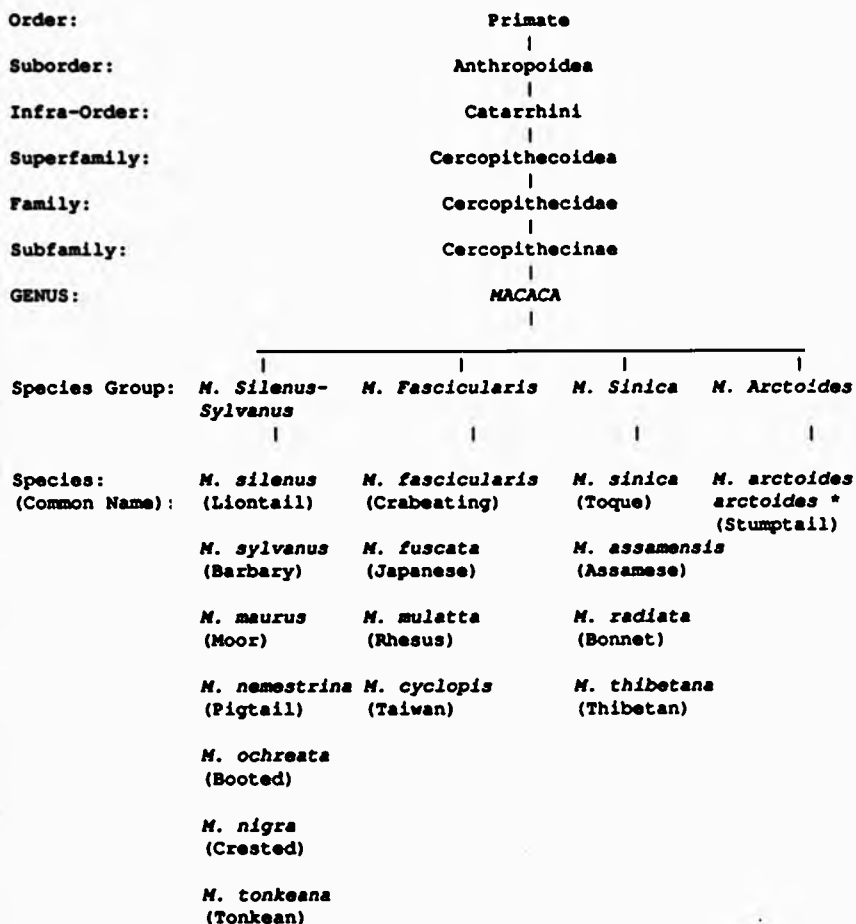 Order: Primate
Suborder: Anthropoidea
Infra-Order: Catarrhini
Superfamily: Cercopithecoidea
Family: Cercopithecidae
Subfamily: Cercopithecinae
GENUS: MACACA
Species Group: M. Silenus- M. Fascicularis M. Sinica M. Arctoides
Sylvanus
Species: M. silenus M. fascicularis M. sinica M. arctoides
(Common Name): (Liontail) (Crabeating) (Toque) arctoides *
(Stumptail)
M. sylvanus M. fuscata M. assamensis
(Barbary) (Japanese) (Assamese)
M. maurus M. mulatta M. radiata
(Moor) (Rhesus) (Bonnet)
M. nemestrina M. cyclopis M. thibetana
(Pigtail) (Taiwan) (Thibetan)
M. ochreata
(Booted)
M. nigra
(Crested)
M. tonkeana
(Tonkean)